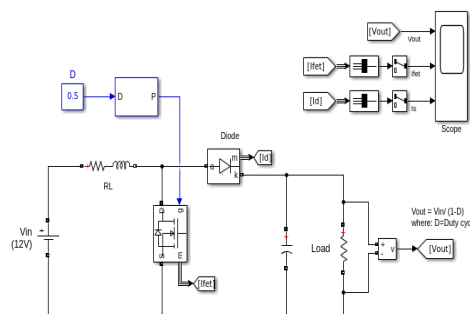 [Vout]
Vout
[Ifet]
Ifet
[Id]
Is
Scope
D
0.5
D
P
Diode
a
m
k
[Id]
RL
Vin
(12V)
D
g
S
m
[Ifet]
Load
Vout = Vin/ (1-D)
where: D=Duty cyc
+
-
v
[Vout]